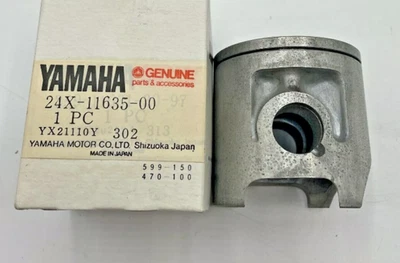 YAMAHA GENUINE
parts & accessories
24X-11635-00
1 PC
YX21110Y 302
YAMAHA MOTOR CO,LTD. Shizuoka Japan
MADE IN JAPAN
599-150
470-100